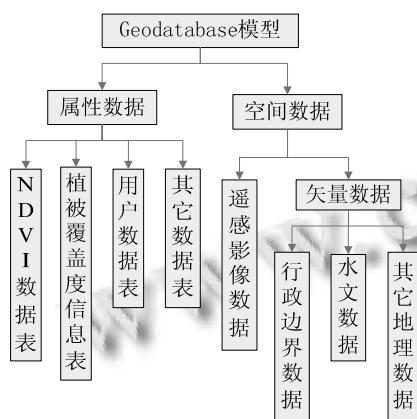 Geodatabase模型
属性数据
空间数据
NDVI数据表
植被覆盖度信息表
用户数据表
其它数据表
遥感影像数据
矢量数据
行政边界数据
水文数据
其它地理数据